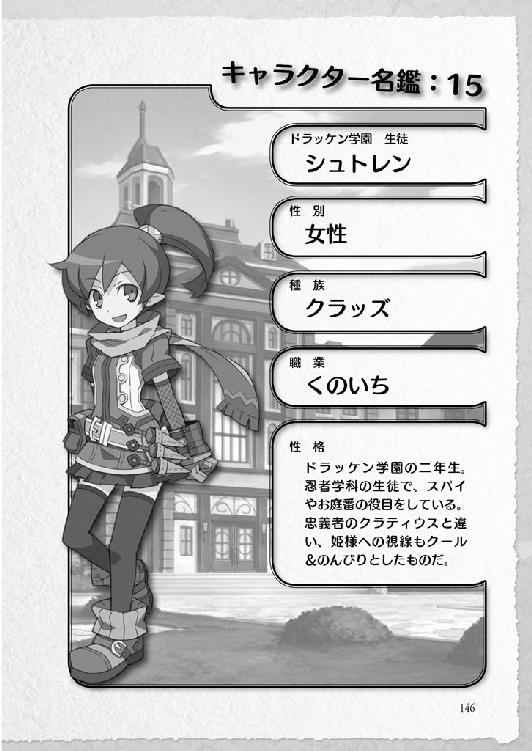 キャラクター名鑑：15
ドラッケン学園　生徒
シュトレン
性　別
女性
種　族
クラッズ
職　業
くのいち
性　格
ドラッケン学園の二年生。
忍者学科の生徒で、スパイ
やお庭番の役目をしている。
忠義者のクラティウスと違
い、姫様への視線もクール
＆のんびりとしたものだ。
146